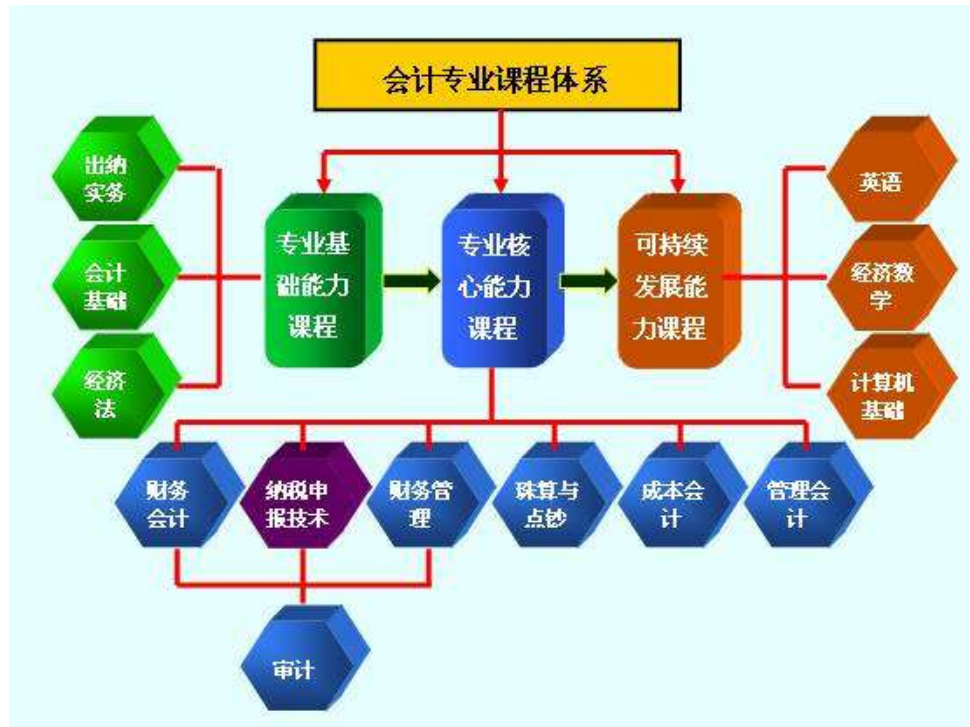 会计专业课程体系
出纳
实务
会计
基础
经济
法
专业基
础能力
课程
专业核
心能力
课程
可持续
发展能
力课程
英语
经济数
学
计算机
基础
财务
会计
纳税申
报技术
财务管
理
珠算与
点钞
成本会
计
管理会
计
审计